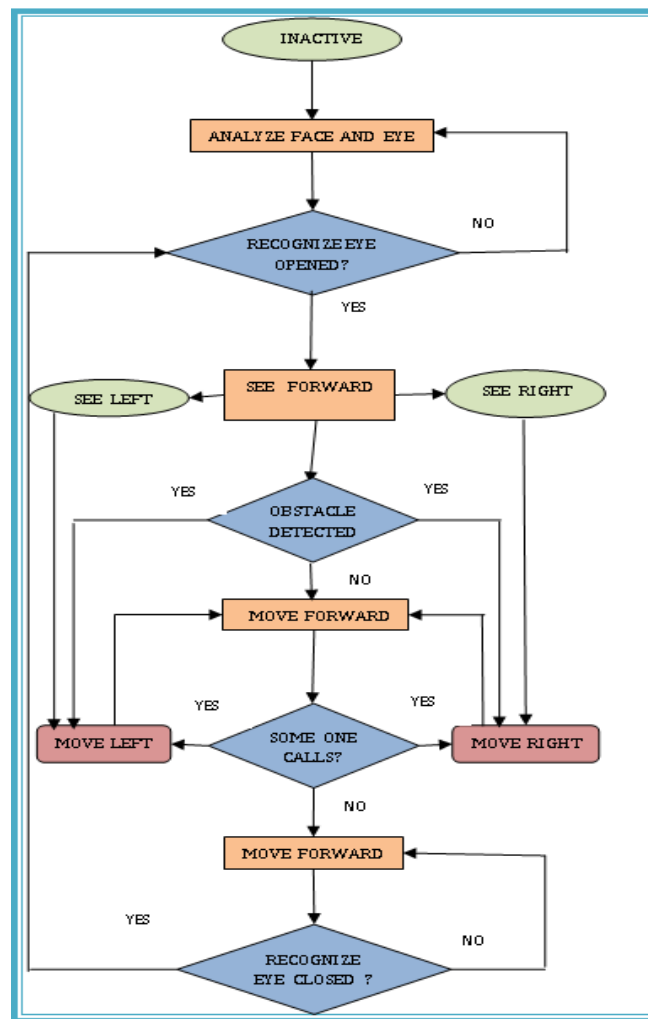 INACTIVE
ANALYZE FACE AND EYE
NO
RECOGNIZE EYE
OPENED?
YES
SEE FORWARD
SEE LEFT
SEE RIGHT
YES
YES
OBSTACLE
DETECTED
NO
MOVE FORWARD
YES
YES
MOVE LEFT
SOME ONE
CALLS?
MOVE RIGHT
NO
MOVE FORWARD
YES
NO
RECOGNIZE
EYE CLOSED ?